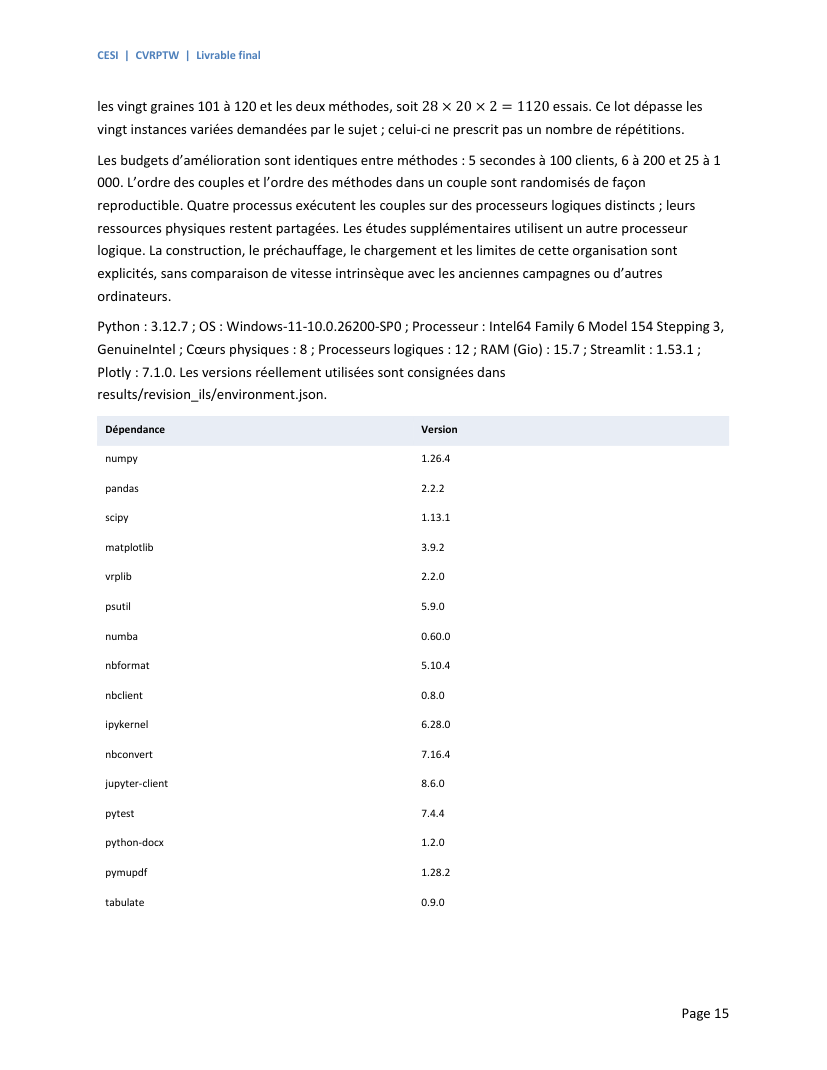 CESI | CVRPTW | Livrable final
les vingt graines 101 à 120 et les deux méthodes, soit 28 × 20 × 2 = 1120 essais. Ce lot dépasse les
vingt instances variées demandées par le sujet ; celui-ci ne prescrit pas un nombre de répétitions.
Les budgets d’amélioration sont identiques entre méthodes : 5 secondes à 100 clients, 6 à 200 et 25 à 1
000. L’ordre des couples et l’ordre des méthodes dans un couple sont randomisés de façon
reproductible. Quatre processus exécutent les couples sur des processeurs logiques distincts ; leurs
ressources physiques restent partagées. Les études supplémentaires utilisent un autre processeur
logique. La construction, le préchauffage, le chargement et les limites de cette organisation sont
explicités, sans comparaison de vitesse intrinsèque avec les anciennes campagnes ou d’autres
ordinateurs.
Python : 3.12.7 ; OS : Windows-11-10.0.26200-SP0 ; Processeur : Intel64 Family 6 Model 154 Stepping 3,
GenuineIntel ; Cœurs physiques : 8 ; Processeurs logiques : 12 ; RAM (Gio) : 15.7 ; Streamlit : 1.53.1 ;
Plotly : 7.1.0. Les versions réellement utilisées sont consignées dans
results/revision_ils/environment.json.
Dépendance Version
numpy 1.26.4
pandas 2.2.2
scipy 1.13.1
matplotlib 3.9.2
vrplib 2.2.0
psutil 5.9.0
numba 0.60.0
nbformat 5.10.4
nbclient 0.8.0
ipykernel 6.28.0
nbconvert 7.16.4
jupyter-client 8.6.0
pytest 7.4.4
python-docx 1.2.0
pymupdf 1.28.2
tabulate 0.9.0
Page 15